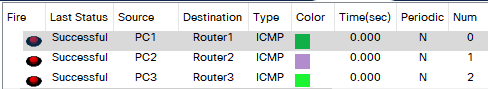 Fire Last Status Source Destination Type Color Time(sec) Periodic Num
Successful PC1 Router1 ICMP 0.000 N 0
Successful PC2 Router2 ICMP 0.000 N 1
Successful PC3 Router3 ICMP 0.000 N 2